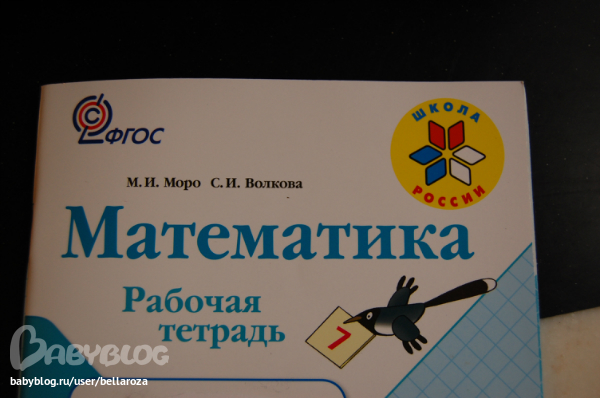 ФГОС
ШКОЛА
РОССИИ
М. И. Моро С. И. Волкова
Математика
Рабочая
тетрадь
7
BABYBLOG
babyblog.ru/user/bellaroza